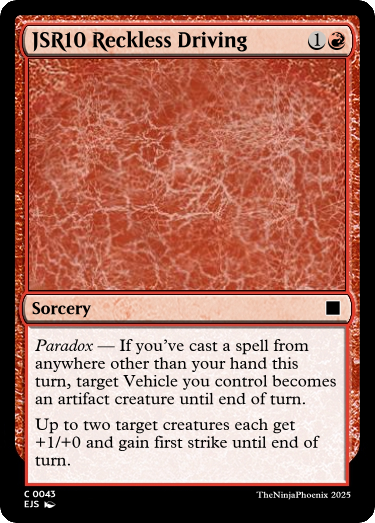 JSR10 Reckless Driving 1
Sorcery
Paradox — If you've cast a spell from
anywhere other than your hand this
turn, target Vehicle you control becomes
an artifact creature until end of turn.
Up to two target creatures each get
+1/+0 and gain first strike until end of
turn.
C 0043
EJS
TheNinjaPhoenix 2025